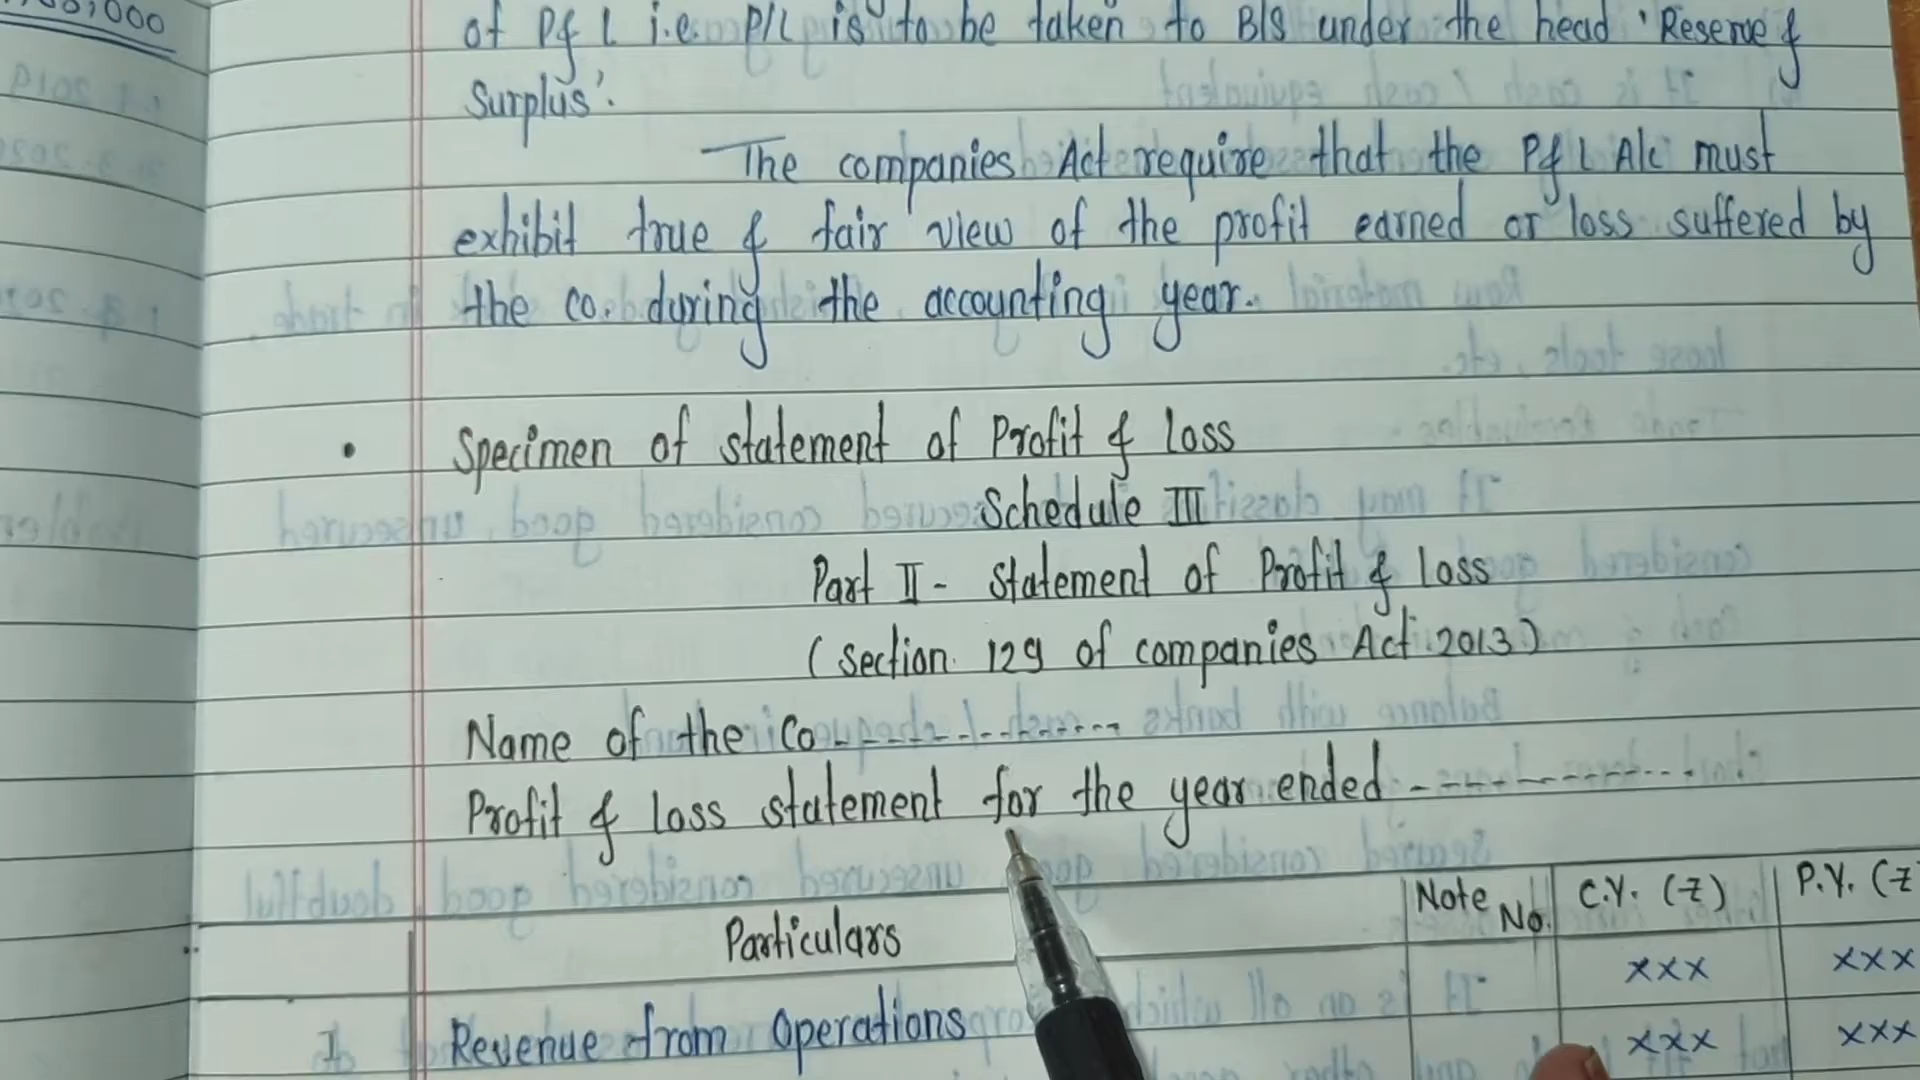 of P& L i.e. P/L is to be taken to B/S under the head 'Reserve &
Surplus'.
The companies Act require that the P& L A/c must
exhibit true & fair view of the profit earned or loss suffered by
the co. during the accounting year.
• Specimen of statement of Profit & loss
Schedule III
Part II - Statement of Profit & loss
(section 129 of companies Act 2013)
Name of the Co
Profit & loss statement for the year ended
Particulars Note No. C.Y. (₹) P.Y. (₹
xxx xxx
I Revenue from Operations xxx xxx